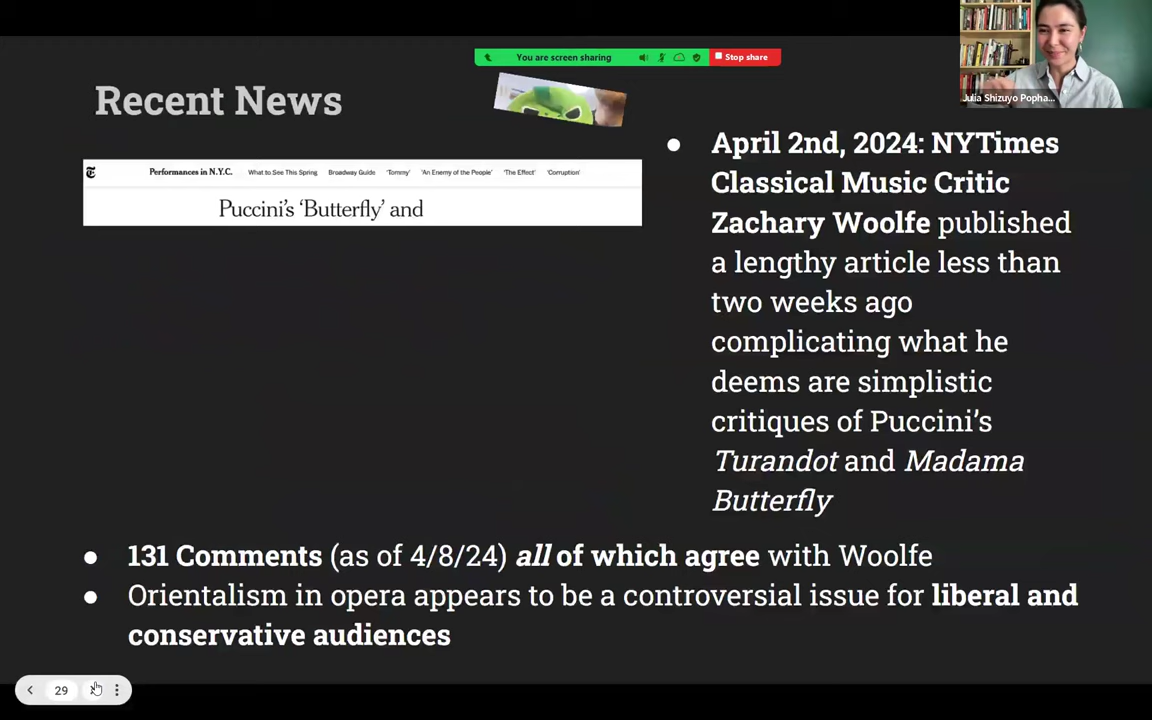 You are screen sharing
Stop share
Julia Shizuyo Popha...
Recent News
Performances in N.Y.C. What to See This Spring Broadway Guide 'Tommy' 'An Enemy of the People' 'The Effect' 'Corruption'
Puccini's 'Butterfly' and
● April 2nd, 2024: NYTimes
Classical Music Critic
Zachary Woolfe published
a lengthy article less than
two weeks ago
complicating what he
deems are simplistic
critiques of Puccini's
Turandot and Madama
Butterfly
● 131 Comments (as of 4/8/24) all of which agree with Woolfe
● Orientalism in opera appears to be a controversial issue for liberal and
conservative audiences
29